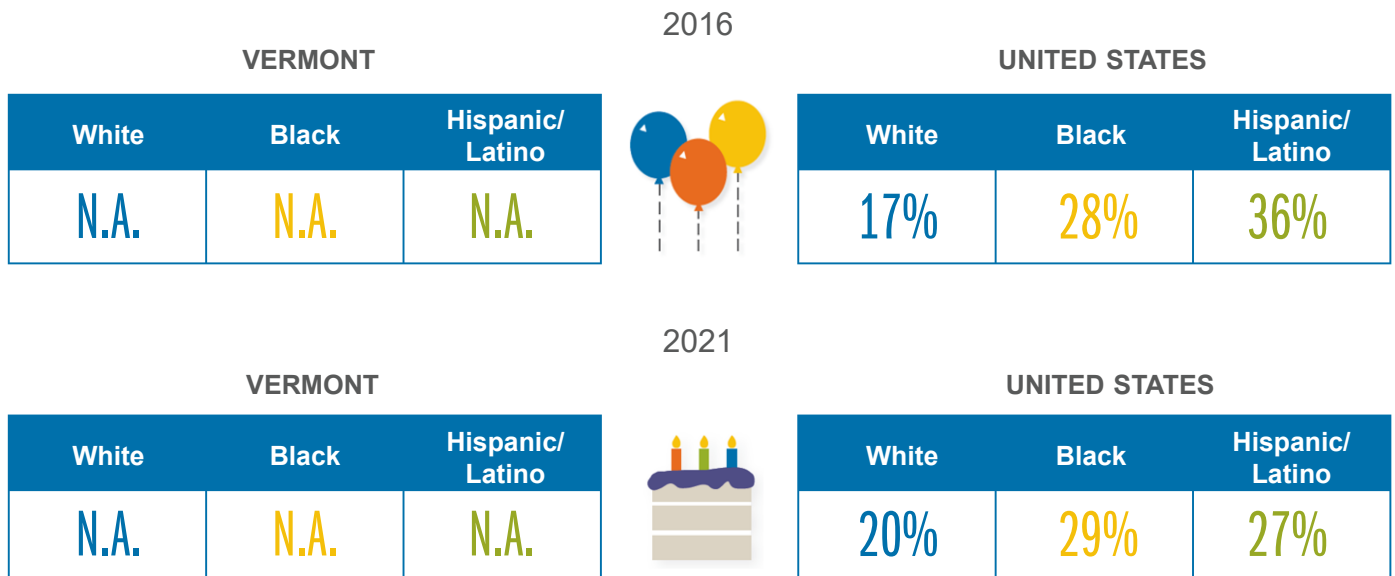 2016
VERMONT
UNITED STATES
White Black Hispanic/
Latino
N.A. N.A. N.A.
White Black Hispanic/
Latino
17% 28% 36%
2021
VERMONT
UNITED STATES
White Black Hispanic/
Latino
N.A. N.A. N.A.
White Black Hispanic/
Latino
20% 29% 27%